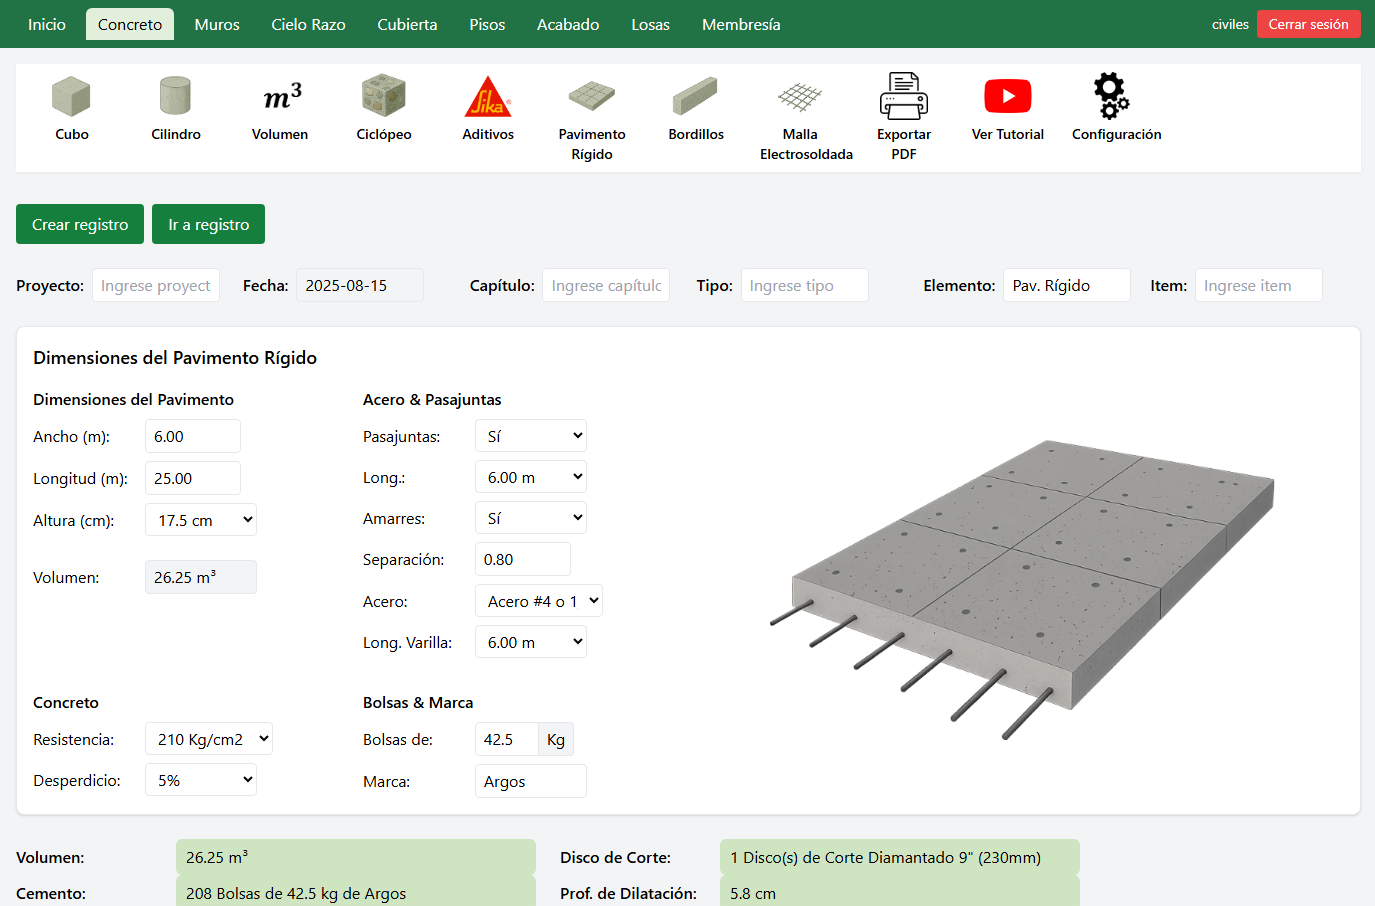 Inicio Concreto Muros Cielo Razo Cubierta Pisos Acabado Losas Membresía civiles Cerrar sesión
m³ Sika
Cubo Cilindro Volumen Ciclópeo Aditivos Pavimento Rígido Bordillos Malla Electrosoldada Exportar PDF Ver Tutorial Configuración
Crear registro Ir a registro
Proyecto: Ingrese proyect Fecha: 2025-08-15 Capítulo: Ingrese capítulo Tipo: Ingrese tipo Elemento: Pav. Rígido Item: Ingrese item
Dimensiones del Pavimento Rígido
Dimensiones del Pavimento
Ancho (m): 6.00
Longitud (m): 25.00
Altura (cm): 17.5 cm
Volumen: 26.25 m³
Acero & Pasajuntas
Pasajuntas: Sí
Long.: 6.00 m
Amarres: Sí
Separación: 0.80
Acero: Acero #4 o 1
Long. Varilla: 6.00 m
Concreto
Resistencia: 210 Kg/cm2
Desperdicio: 5%
Bolsas & Marca
Bolsas de: 42.5 Kg
Marca: Argos
Volumen: 26.25 m³ Disco de Corte: 1 Disco(s) de Corte Diamantado 9" (230mm)
Cemento: 208 Bolsas de 42.5 kg de Argos Prof. de Dilatación: 5.8 cm